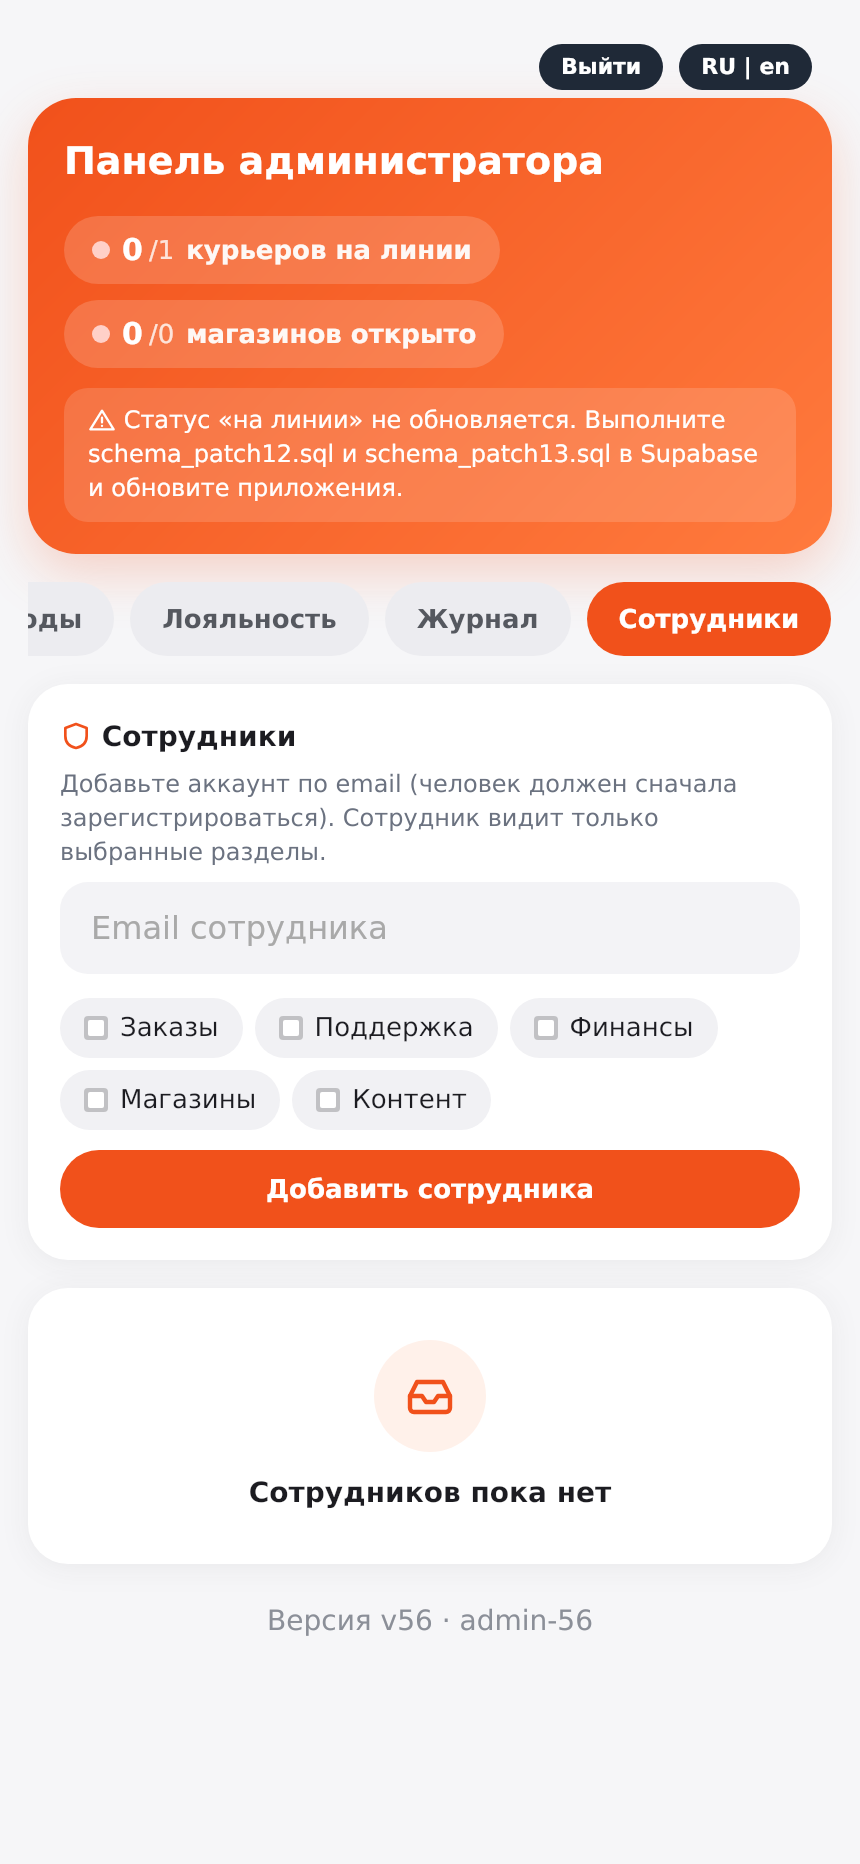 Выйти
RU | en
Панель администратора
0 /1 курьеров на линии
0 /0 магазинов открыто
Статус «на линии» не обновляется. Выполните
schema_patch12.sql и schema_patch13.sql в Supabase
и обновите приложения.
оды
Лояльность
Журнал
Сотрудники
Сотрудники
Добавьте аккаунт по email (человек должен сначала
зарегистрироваться). Сотрудник видит только
выбранные разделы.
Email сотрудника
Заказы
Поддержка
Финансы
Магазины
Контент
Добавить сотрудника
Сотрудников пока нет
Версия v56 · admin-56